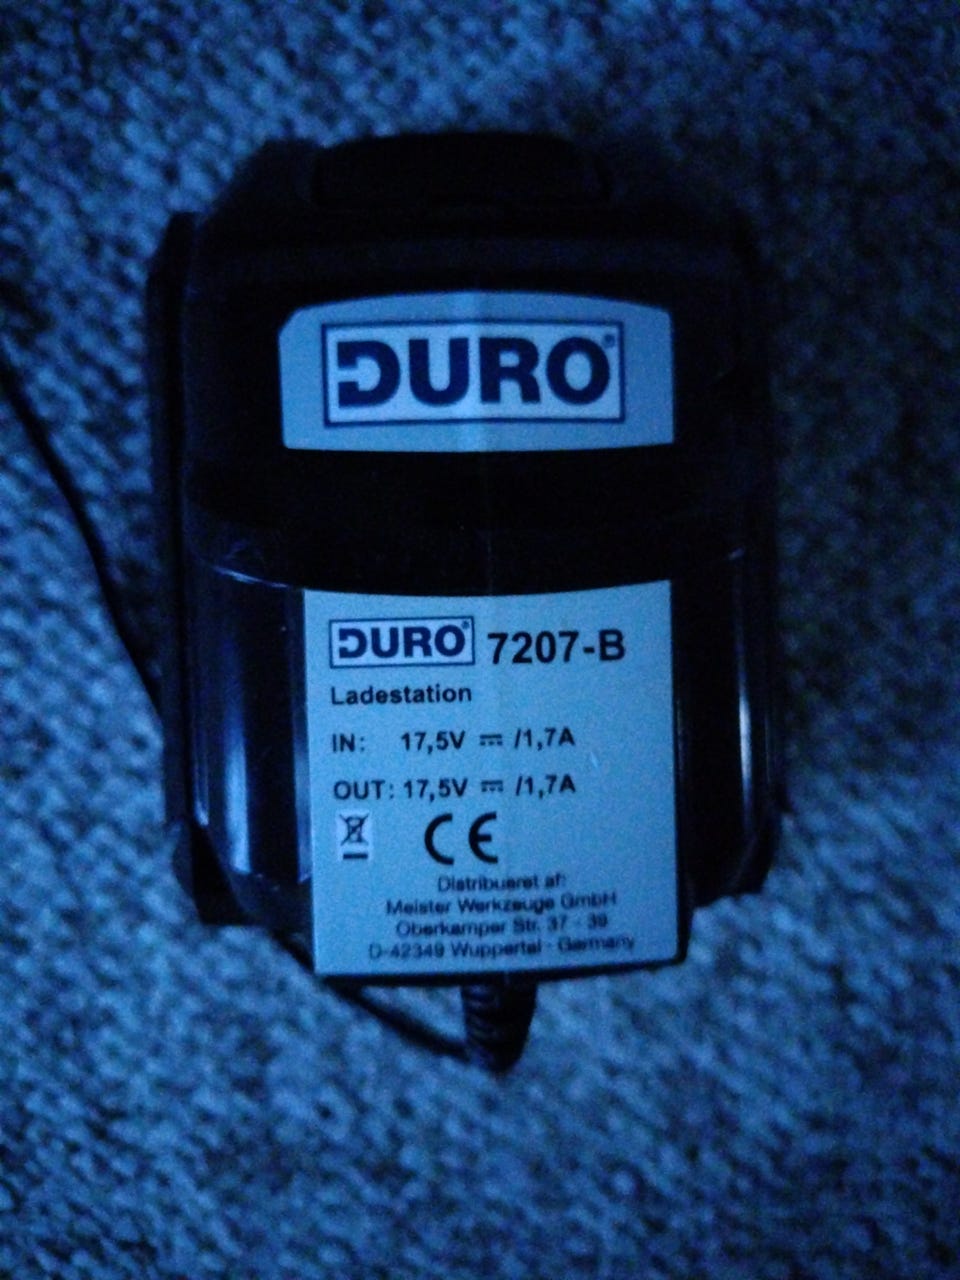 DURO®
DURO® 7207-B
Ladestation
IN: 17,5V ⎓ /1,7A
OUT: 17,5V ⎓ /1,7A
CE
Distribueret af:
Meister Werkzeuge GmbH
Oberkamper Str. 37 - 39
D-42349 Wuppertal - Germany